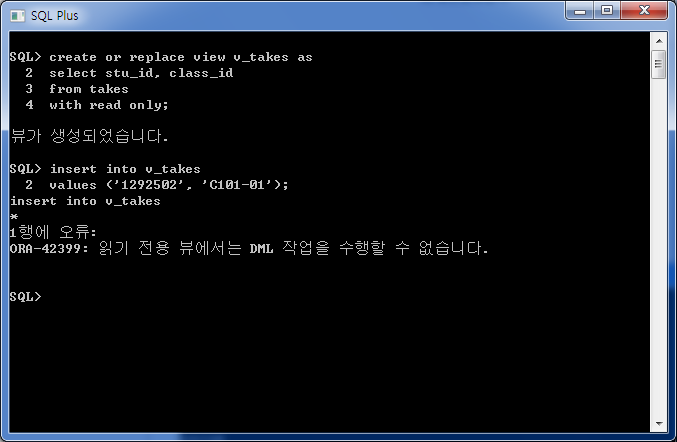 SQL Plus
SQL> create or replace view v_takes as
2 select stu_id, class_id
3 from takes
4 with read only;
뷰가 생성되었습니다.
SQL> insert into v_takes
2 values ('1292502', 'C101-01');
insert into v_takes
*
1행에 오류:
ORA-42399: 읽기 전용 뷰에서는 DML 작업을 수행할 수 없습니다.
SQL>